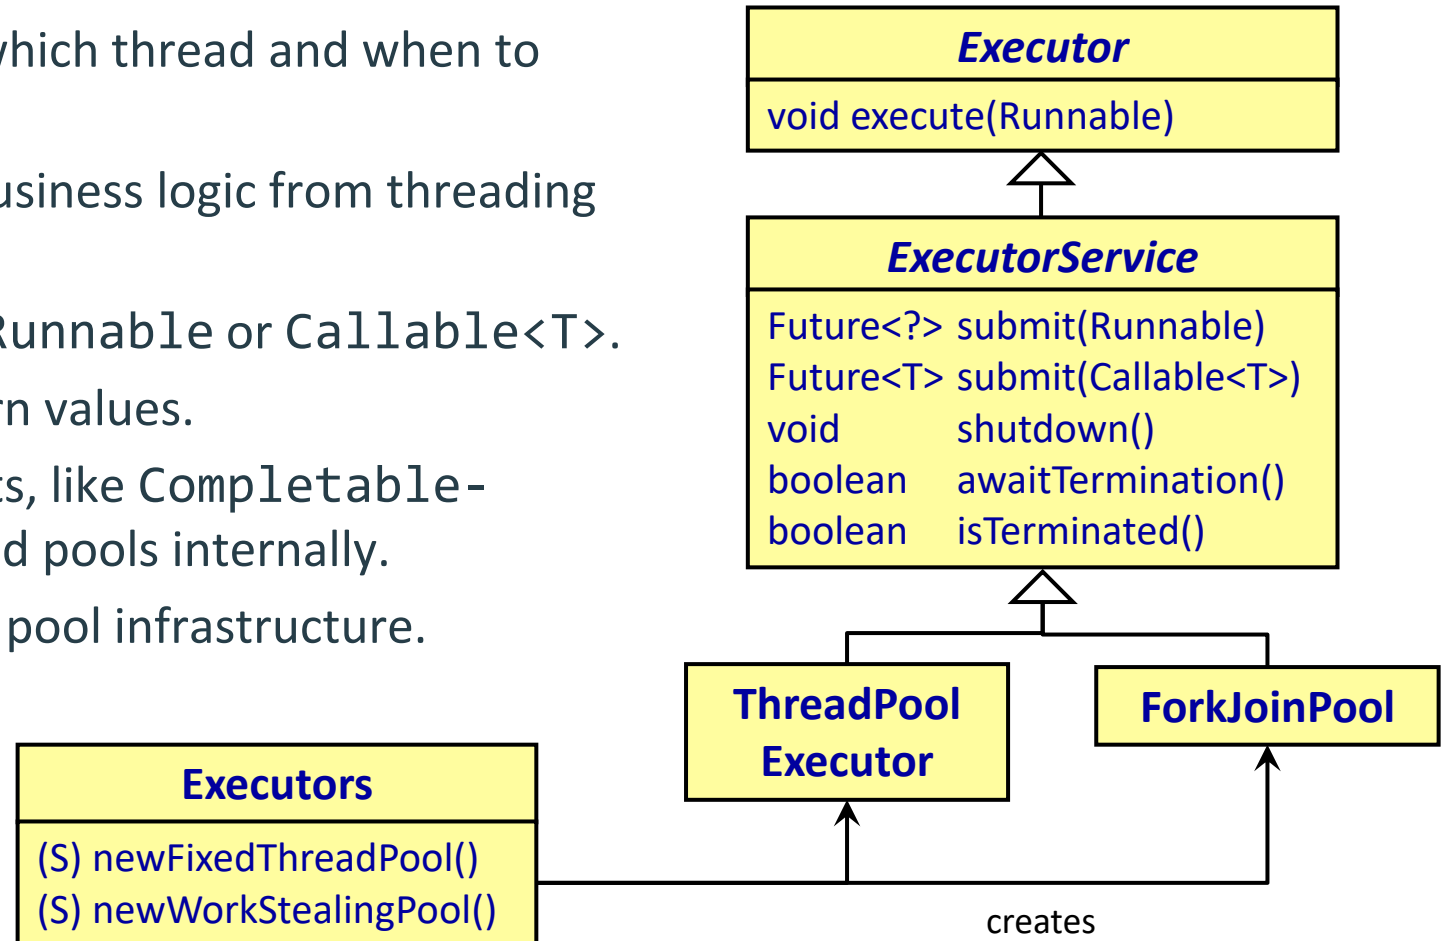 which thread and when to
usiness logic from threading
Runnable or Callable<T>.
rn values.
ts, like Completable-
d pools internally.
pool infrastructure.
Executor
void execute(Runnable)
ExecutorService
Future<?> submit(Runnable)
Future<T> submit(Callable<T>)
void shutdown()
boolean awaitTermination()
boolean isTerminated()
ThreadPool
Executor
ForkJoinPool
Executors
(S) newFixedThreadPool()
(S) newWorkStealingPool()
creates